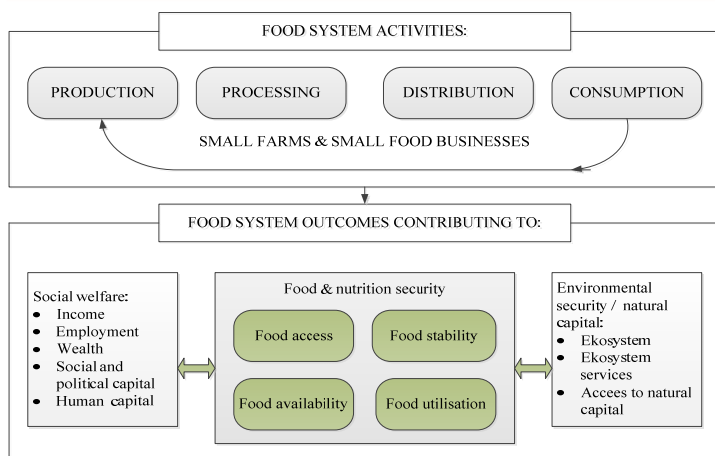 FOOD SYSTEM ACTIVITIES:
PRODUCTION
PROCESSING
DISTRIBUTION
CONSUMPTION
SMALL FARMS & SMALL FOOD BUSINESSES
FOOD SYSTEM OUTCOMES CONTRIBUTING TO:
Social welfare:
● Income
● Employment
● Wealth
● Social and
political capital
● Human capital
Food & nutrition security
Food access
Food stability
Food availability
Food utilisation
Environmental
security / natural
capital:
● Ekosystem
● Ekosystem
services
● Accees to natural
capital